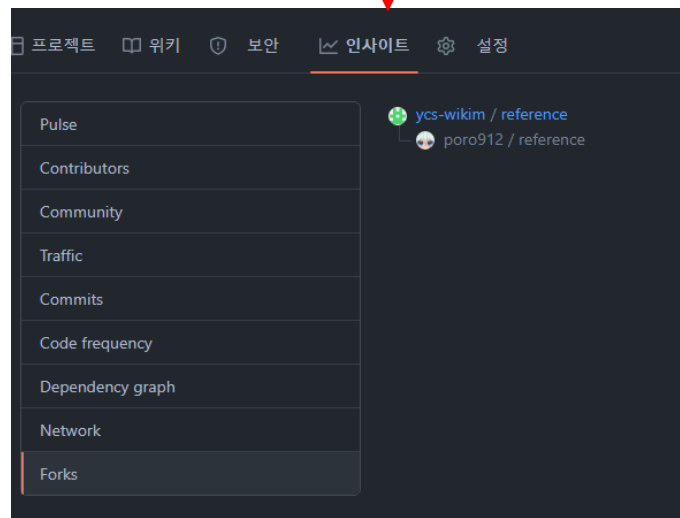 프로젝트 위키 보안 인사이트 설정
Pulse
Contributors
Community
Traffic
Commits
Code frequency
Dependency graph
Network
Forks
ycs-wikim / reference
poro912 / reference